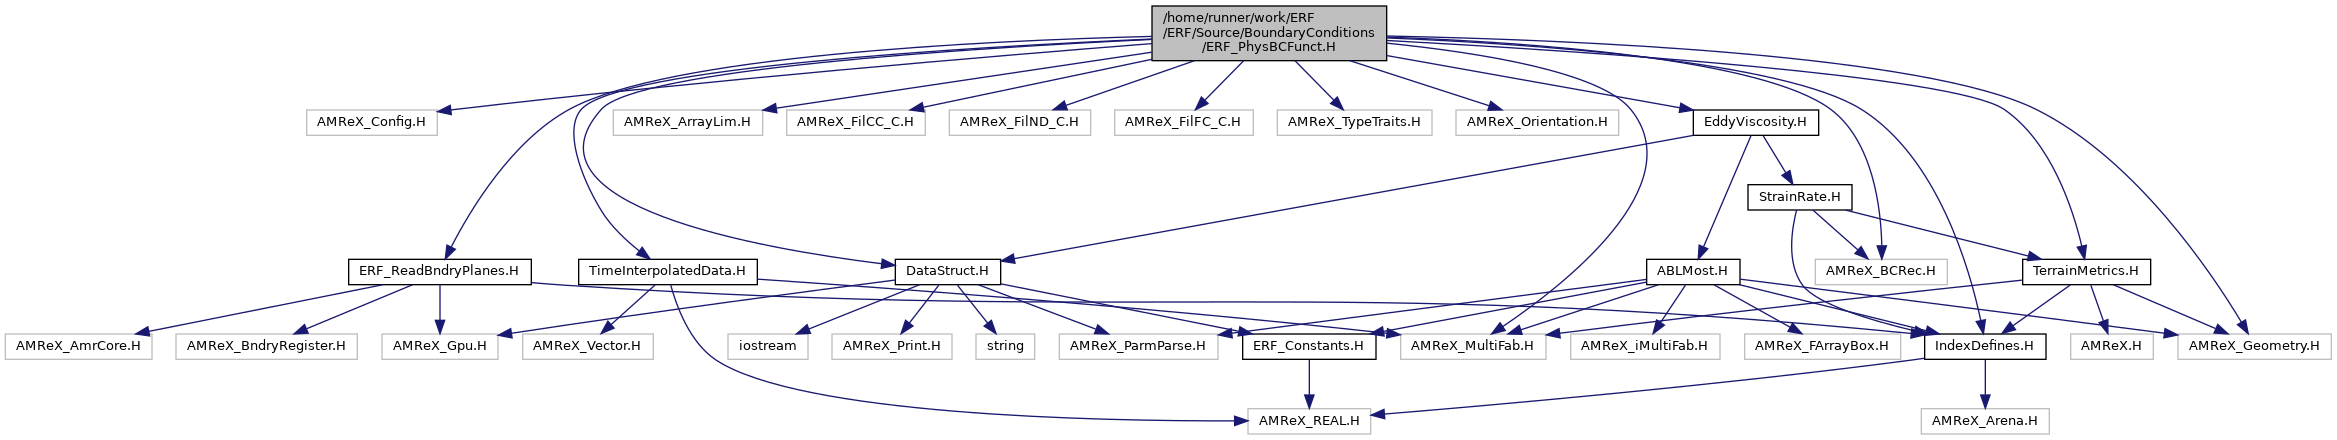 /home/runner/work/ERF
/ERF/Source/BoundaryConditions
/ERF_PhysBCFunct.H
AMReX_Config.H
AMReX_ArrayLim.H
AMReX_FilCC_C.H
AMReX_FilND_C.H
AMReX_FilFC_C.H
AMReX_TypeTraits.H
AMReX_Orientation.H
EddyViscosity.H
StrainRate.H
ERF_ReadBndryPlanes.H
TimeInterpolatedData.H
DataStruct.H
ABLMost.H
AMReX_BCRec.H
TerrainMetrics.H
AMReX_AmrCore.H
AMReX_BndryRegister.H
AMReX_Gpu.H
AMReX_Vector.H
iostream
AMReX_Print.H
string
AMReX_ParmParse.H
ERF_Constants.H
AMReX_MultiFab.H
AMReX_iMultiFab.H
AMReX_FArrayBox.H
IndexDefines.H
AMReX.H
AMReX_Geometry.H
AMReX_REAL.H
AMReX_Arena.H